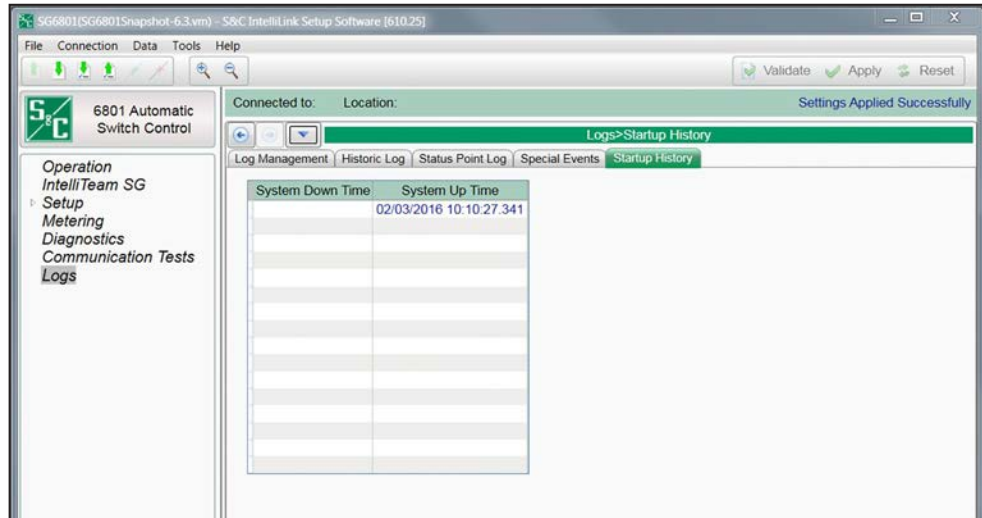 SG6801(SG6801Snapshot-6.3.vm) - S&C IntelliLink Setup Software [610.25]
File Connection Data Tools Help
Validate Apply Reset
S&C
6801 Automatic
Switch Control
Connected to: Location: Settings Applied Successfully
Logs>Startup History
Log Management Historic Log Status Point Log Special Events Startup History
Operation
IntelliTeam SG
Setup
Metering
Diagnostics
Communication Tests
Logs
System Down Time System Up Time
02/03/2016 10:10:27.341